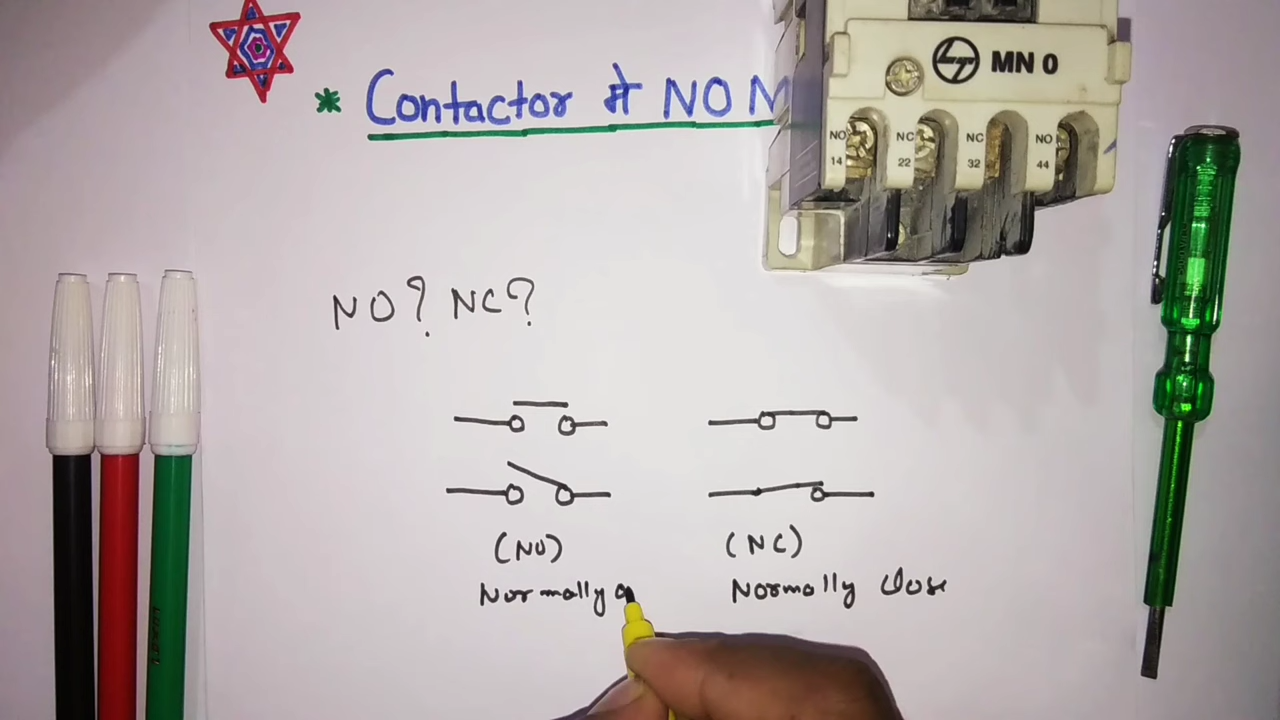 * Contactor में NO N
MN 0
NO NC NC NO
14 22 32 44
NO? NC?
(NO) (NC)
Normally o Normally Close